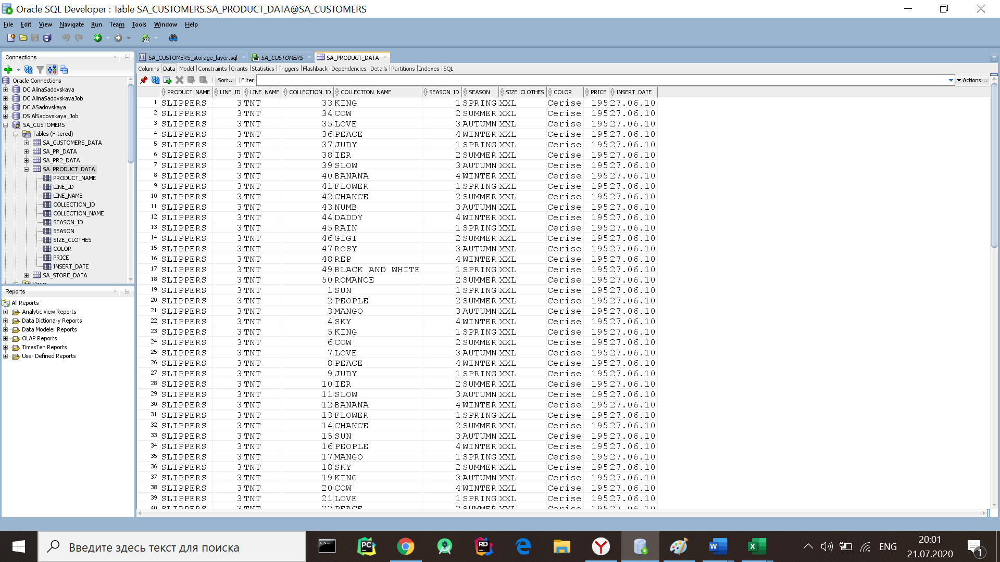 Oracle SQL Developer : Table SA_CUSTOMERS.SA_PRODUCT_DATA@SA_CUSTOMERS
File Edit View Navigate Run Team Tools Window Help
Connections
Oracle Connections
DC AlinaSadovskaya
DC AlinaSadovskayaJob
DC ASadovskaya
DS AlSadovskaya_Job
SA_CUSTOMERS
Tables (Filtered)
SA_CUSTOMERS_DATA
SA_PR_DATA
SA_PR2_DATA
SA_PRODUCT_DATA
PRODUCT_NAME
LINE_ID
LINE_NAME
COLLECTION_ID
COLLECTION_NAME
SEASON_ID
SEASON
SIZE_CLOTHES
COLOR
PRICE
INSERT_DATE
SA_STORE_DATA
Views
Reports
All Reports
Analytic View Reports
Data Dictionary Reports
Data Modeler Reports
OLAP Reports
TimesTen Reports
User Defined Reports
SA_CUSTOMERS_storage_layer.sql SA_CUSTOMERS SA_PRODUCT_DATA
Columns Data Model Constraints Grants Statistics Triggers Flashback Dependencies Details Partitions Indexes SQL
Sort.. Filter: Actions...
PRODUCT_NAME LINE_ID LINE_NAME COLLECTION_ID COLLECTION_NAME SEASON_ID SEASON SIZE_CLOTHES COLOR PRICE INSERT_DATE
1 SLIPPERS 3 TNT 33 KING 1 SPRING XXL Cerise 195 27.06.10
2 SLIPPERS 3 TNT 34 COW 2 SUMMER XXL Cerise 195 27.06.10
3 SLIPPERS 3 TNT 35 LOVE 3 AUTUMN XXL Cerise 195 27.06.10
4 SLIPPERS 3 TNT 36 PEACE 4 WINTER XXL Cerise 195 27.06.10
5 SLIPPERS 3 TNT 37 JUDY 1 SPRING XXL Cerise 195 27.06.10
6 SLIPPERS 3 TNT 38 IER 2 SUMMER XXL Cerise 195 27.06.10
7 SLIPPERS 3 TNT 39 SLOW 3 AUTUMN XXL Cerise 195 27.06.10
8 SLIPPERS 3 TNT 40 BANANA 4 WINTER XXL Cerise 195 27.06.10
9 SLIPPERS 3 TNT 41 FLOWER 1 SPRING XXL Cerise 195 27.06.10
10 SLIPPERS 3 TNT 42 CHANCE 2 SUMMER XXL Cerise 195 27.06.10
11 SLIPPERS 3 TNT 43 NUMB 3 AUTUMN XXL Cerise 195 27.06.10
12 SLIPPERS 3 TNT 44 DADDY 4 WINTER XXL Cerise 195 27.06.10
13 SLIPPERS 3 TNT 45 RAIN 1 SPRING XXL Cerise 195 27.06.10
14 SLIPPERS 3 TNT 46 GIGI 2 SUMMER XXL Cerise 195 27.06.10
15 SLIPPERS 3 TNT 47 ROSY 3 AUTUMN XXL Cerise 195 27.06.10
16 SLIPPERS 3 TNT 48 REP 4 WINTER XXL Cerise 195 27.06.10
17 SLIPPERS 3 TNT 49 BLACK AND WHITE 1 SPRING XXL Cerise 195 27.06.10
18 SLIPPERS 3 TNT 50 ROMANCE 2 SUMMER XXL Cerise 195 27.06.10
19 SLIPPERS 3 TNT 1 SUN 1 SPRING XXL Cerise 195 27.06.10
20 SLIPPERS 3 TNT 2 PEOPLE 2 SUMMER XXL Cerise 195 27.06.10
21 SLIPPERS 3 TNT 3 MANGO 3 AUTUMN XXL Cerise 195 27.06.10
22 SLIPPERS 3 TNT 4 SKY 4 WINTER XXL Cerise 195 27.06.10
23 SLIPPERS 3 TNT 5 KING 1 SPRING XXL Cerise 195 27.06.10
24 SLIPPERS 3 TNT 6 COW 2 SUMMER XXL Cerise 195 27.06.10
25 SLIPPERS 3 TNT 7 LOVE 3 AUTUMN XXL Cerise 195 27.06.10
26 SLIPPERS 3 TNT 8 PEACE 4 WINTER XXL Cerise 195 27.06.10
27 SLIPPERS 3 TNT 9 JUDY 1 SPRING XXL Cerise 195 27.06.10
28 SLIPPERS 3 TNT 10 IER 2 SUMMER XXL Cerise 195 27.06.10
29 SLIPPERS 3 TNT 11 SLOW 3 AUTUMN XXL Cerise 195 27.06.10
30 SLIPPERS 3 TNT 12 BANANA 4 WINTER XXL Cerise 195 27.06.10
31 SLIPPERS 3 TNT 13 FLOWER 1 SPRING XXL Cerise 195 27.06.10
32 SLIPPERS 3 TNT 14 CHANCE 2 SUMMER XXL Cerise 195 27.06.10
33 SLIPPERS 3 TNT 15 SUN 3 AUTUMN XXL Cerise 195 27.06.10
34 SLIPPERS 3 TNT 16 PEOPLE 4 WINTER XXL Cerise 195 27.06.10
35 SLIPPERS 3 TNT 17 MANGO 1 SPRING XXL Cerise 195 27.06.10
36 SLIPPERS 3 TNT 18 SKY 2 SUMMER XXL Cerise 195 27.06.10
37 SLIPPERS 3 TNT 19 KING 3 AUTUMN XXL Cerise 195 27.06.10
38 SLIPPERS 3 TNT 20 COW 4 WINTER XXL Cerise 195 27.06.10
39 SLIPPERS 3 TNT 21 LOVE 1 SPRING XXL Cerise 195 27.06.10
40 SLIPPERS 3 TNT 22 PEACE 2 SUMMER XXL Cerise 195 27.06.10
Введите здесь текст для поиска
PC
RD
W
X
ENG
20:01
21.07.2020
1